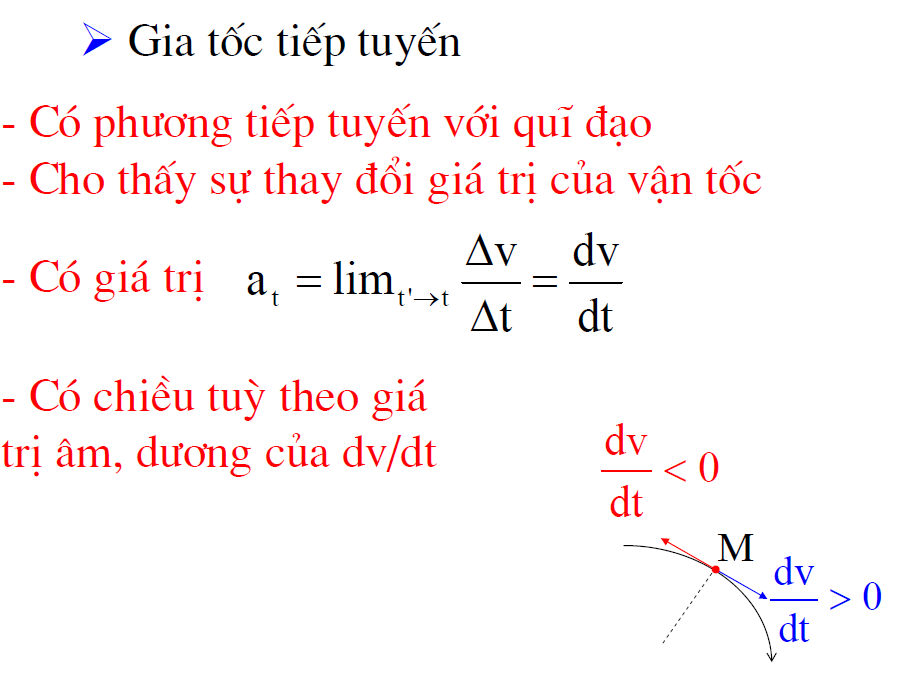 ➢ Gia tốc tiếp tuyến
- Có phương tiếp tuyến với quĩ đạo
- Cho thấy sự thay đổi giá trị của vận tốc
- Có giá trị a_t = lim_{t'→t} Δv/Δt = dv/dt
- Có chiều tuỳ theo giá
trị âm, dương của dv/dt
dv/dt < 0
M
dv/dt > 0